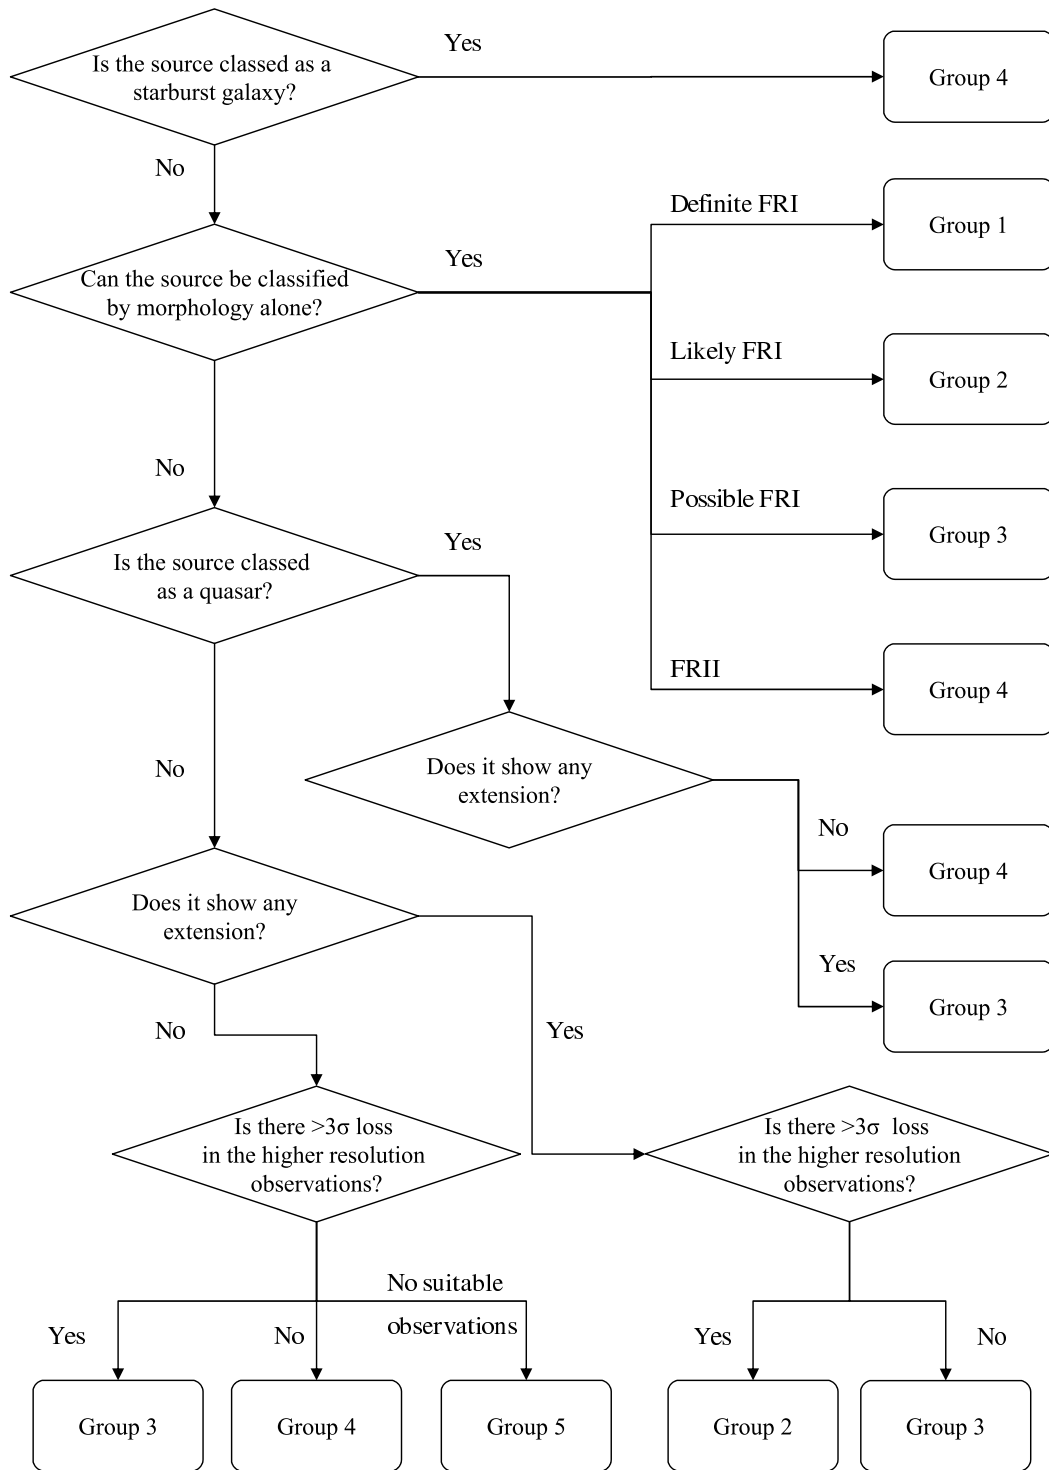 Yes
Is the source classed as a
starburst galaxy?
Group 4
No
Definite FRI
Group 1
Yes
Can the source be classified
by morphology alone?
Likely FRI
Group 2
No
Possible FRI
Group 3
Yes
Is the source classed
as a quasar?
FRII
Group 4
No
Does it show any
extension?
No
Group 4
Does it show any
extension?
Yes
Group 3
No
Yes
Is there >3σ loss
in the higher resolution
observations?
Is there >3σ  loss
in the higher resolution
observations?
No suitable
observations
Yes
No
Yes
No
Group 3
Group 4
Group 5
Group 2
Group 3